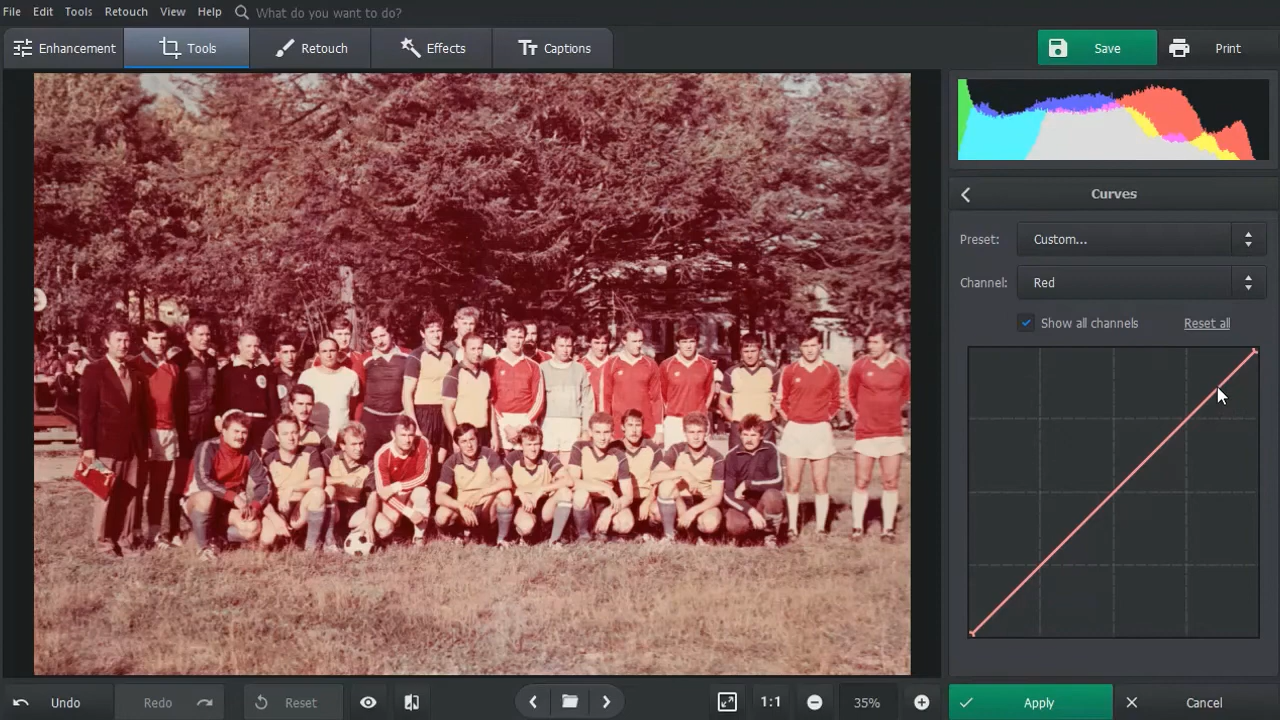 File Edit Tools Retouch View Help What do you want to do?
Enhancement Tools Retouch Effects Tt Captions Save Print
Curves
Preset: Custom...
Channel: Red
Show all channels Reset all
Undo Redo Reset 1:1 35% Apply Cancel